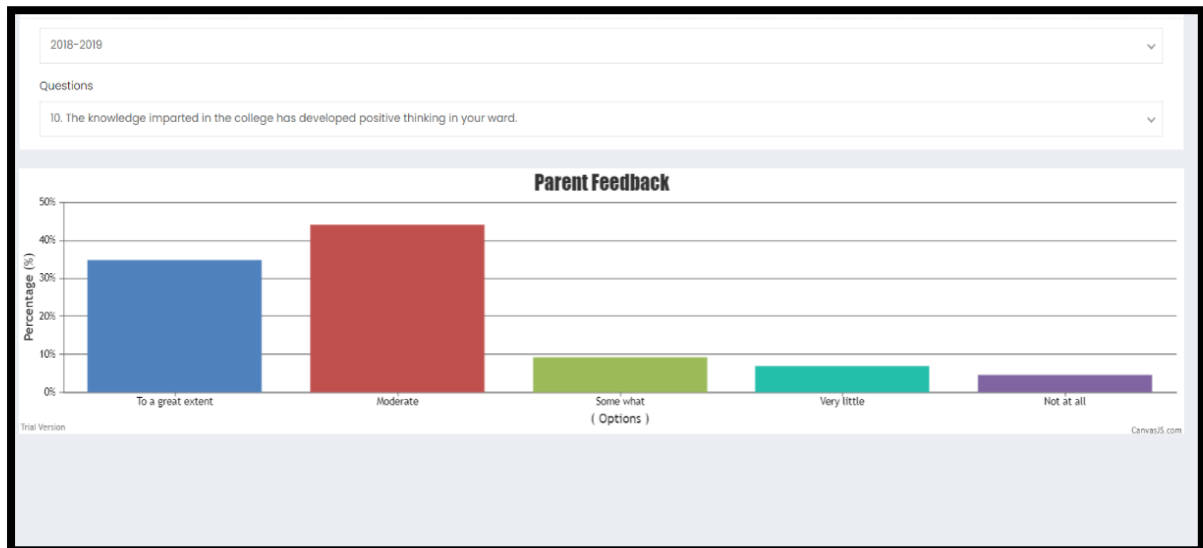 2018-2019
Questions
10. The knowledge imparted in the college has developed positive thinking in your ward.
Parent Feedback
50%
40%
30%
20%
10%
0%
Percentage (%)
To a great extent Moderate Some what Very little Not at all
( Options )
Trial Version CanvasJS.com